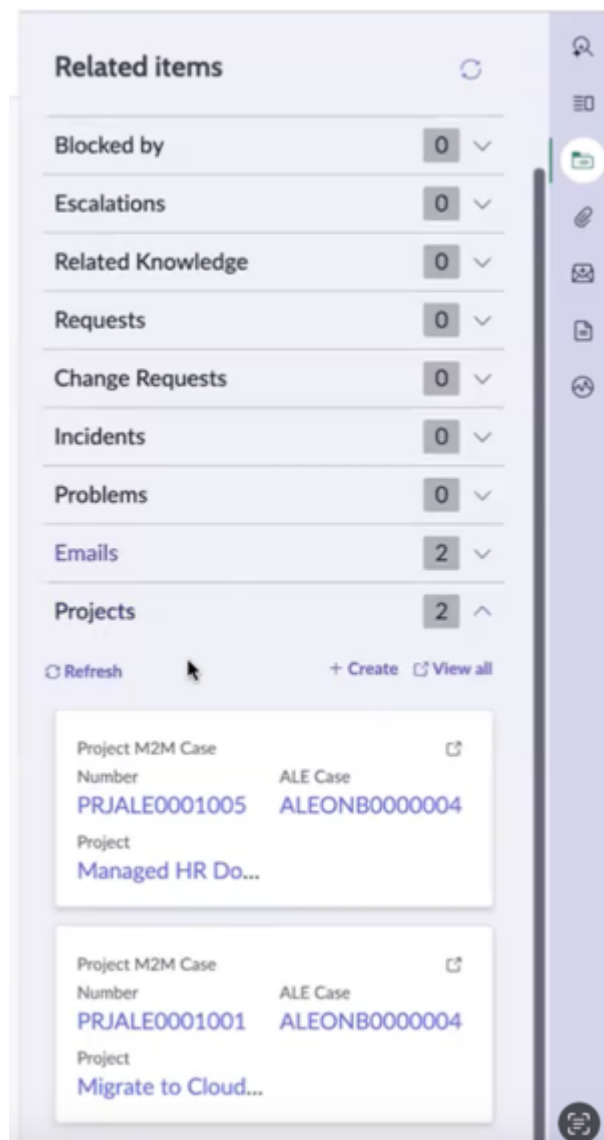 Related items
Blocked by 0
Escalations 0
Related Knowledge 0
Requests 0
Change Requests 0
Incidents 0
Problems 0
Emails 2
Projects 2
Refresh + Create View all
Project M2M Case
Number ALE Case
PRJALE0001005 ALEONB0000004
Project
Managed HR Do...
Project M2M Case
Number ALE Case
PRJALE0001001 ALEONB0000004
Project
Migrate to Cloud...